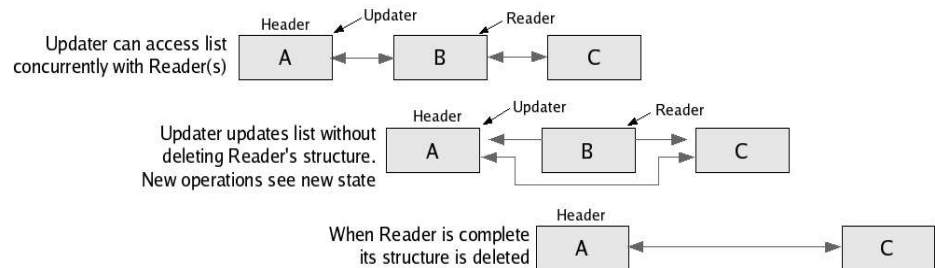 Header
Updater
Reader
Updater can access list
concurrently with Reader(s)
A
B
C
Header
Updater
Reader
Updater updates list without
deleting Reader's structure.
New operations see new state
A
B
C
Header
When Reader is complete
its structure is deleted
A
C